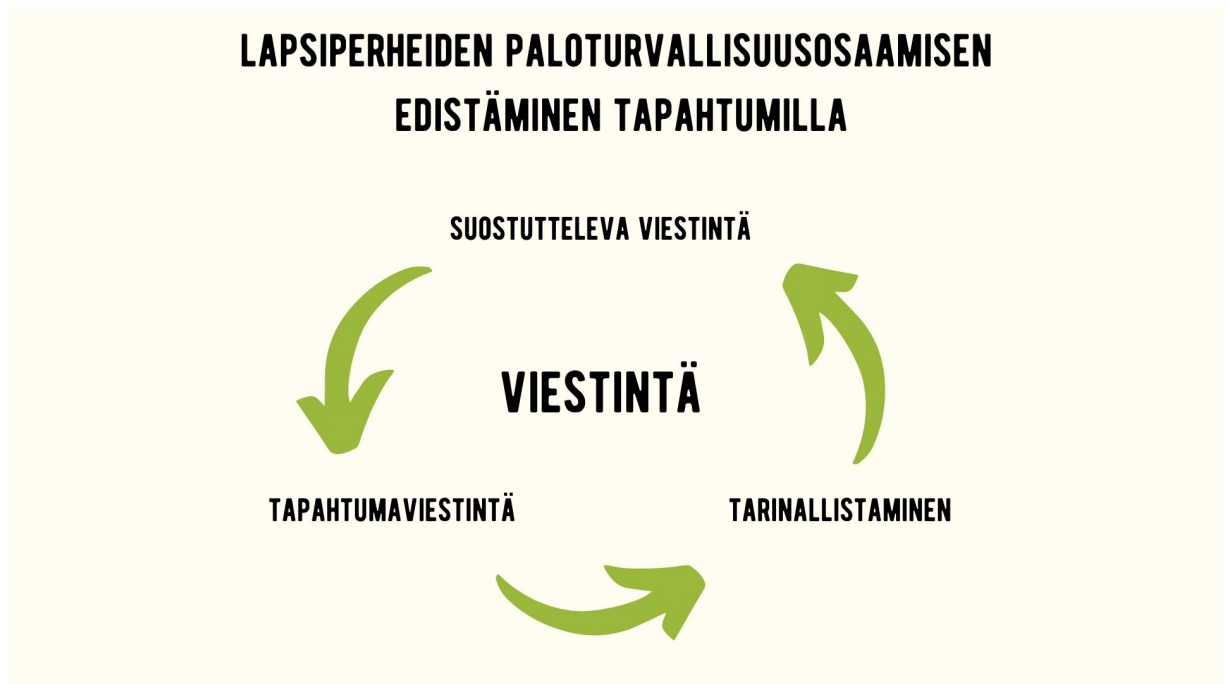 LAPSIPERHEIDEN PALOTURVALLISUUSOSAAMISEN
EDISTÄMINEN TAPAHTUMILLA
SUOSTUTTELEVA VIESTINTÄ
VIESTINTÄ
TAPAHTUMAVIESTINTÄ
TARINALLISTAMINEN